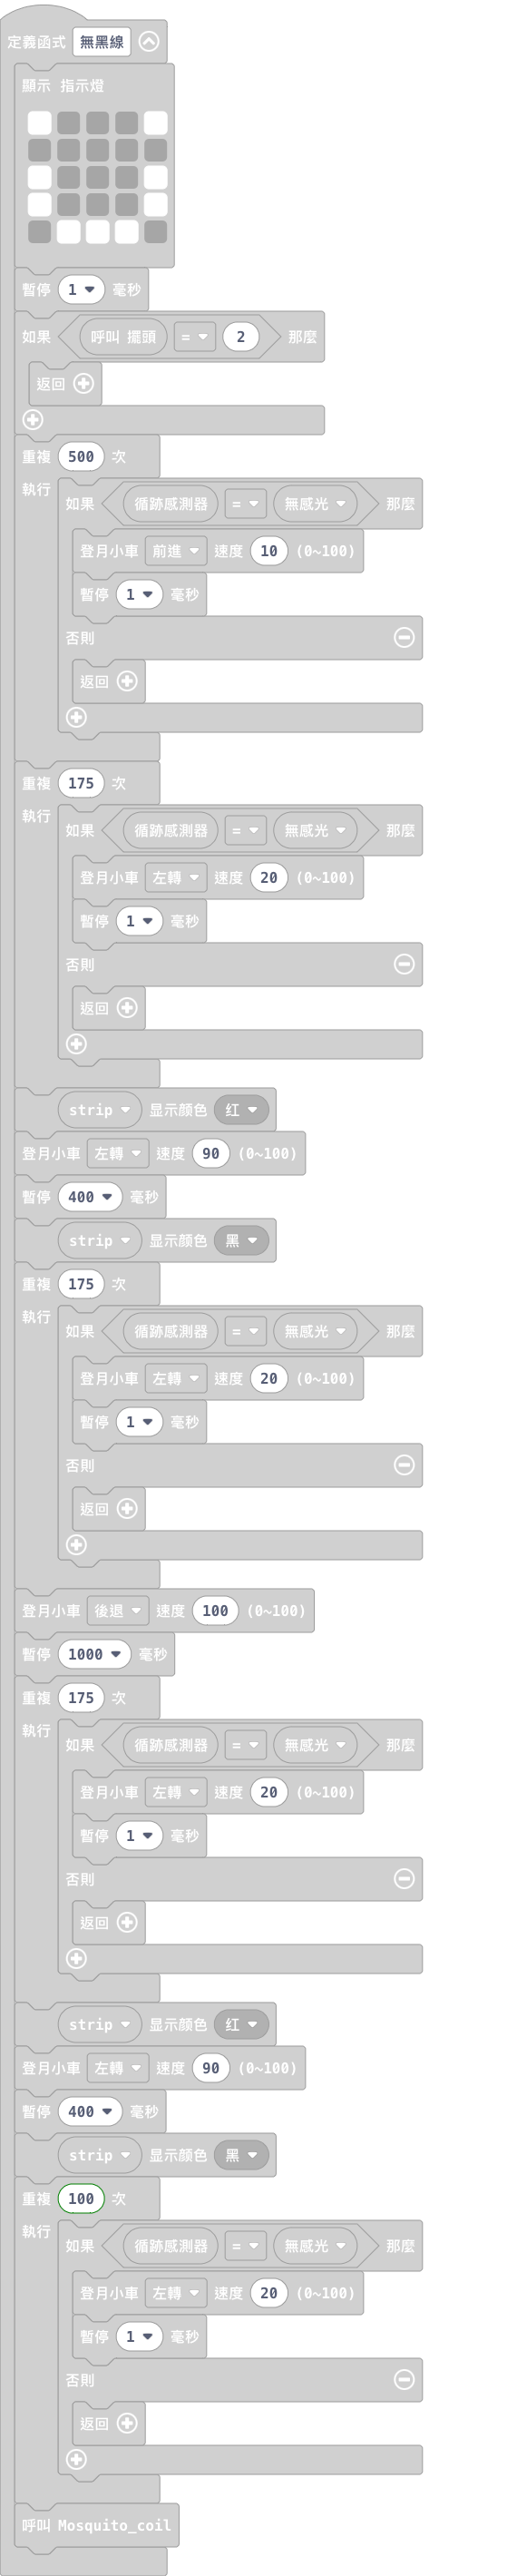 定義函式 無黑線
顯示 指示燈
暫停 1 毫秒
如果 呼叫 擺頭 = 2 那麼
返回
重複 500 次
執行
如果 循跡感測器 = 無感光 那麼
登月小車 前進 速度 10 (0~100)
暫停 1 毫秒
否則
返回
重複 175 次
執行
如果 循跡感測器 = 無感光 那麼
登月小車 左轉 速度 20 (0~100)
暫停 1 毫秒
否則
返回
strip 显示颜色 红
登月小車 左轉 速度 90 (0~100)
暫停 400 毫秒
strip 显示颜色 黑
重複 175 次
執行
如果 循跡感測器 = 無感光 那麼
登月小車 左轉 速度 20 (0~100)
暫停 1 毫秒
否則
返回
登月小車 後退 速度 100 (0~100)
暫停 1000 毫秒
重複 175 次
執行
如果 循跡感測器 = 無感光 那麼
登月小車 左轉 速度 20 (0~100)
暫停 1 毫秒
否則
返回
strip 显示颜色 红
登月小車 左轉 速度 90 (0~100)
暫停 400 毫秒
strip 显示颜色 黑
重複 100 次
執行
如果 循跡感測器 = 無感光 那麼
登月小車 左轉 速度 20 (0~100)
暫停 1 毫秒
否則
返回
呼叫 Mosquito_coil